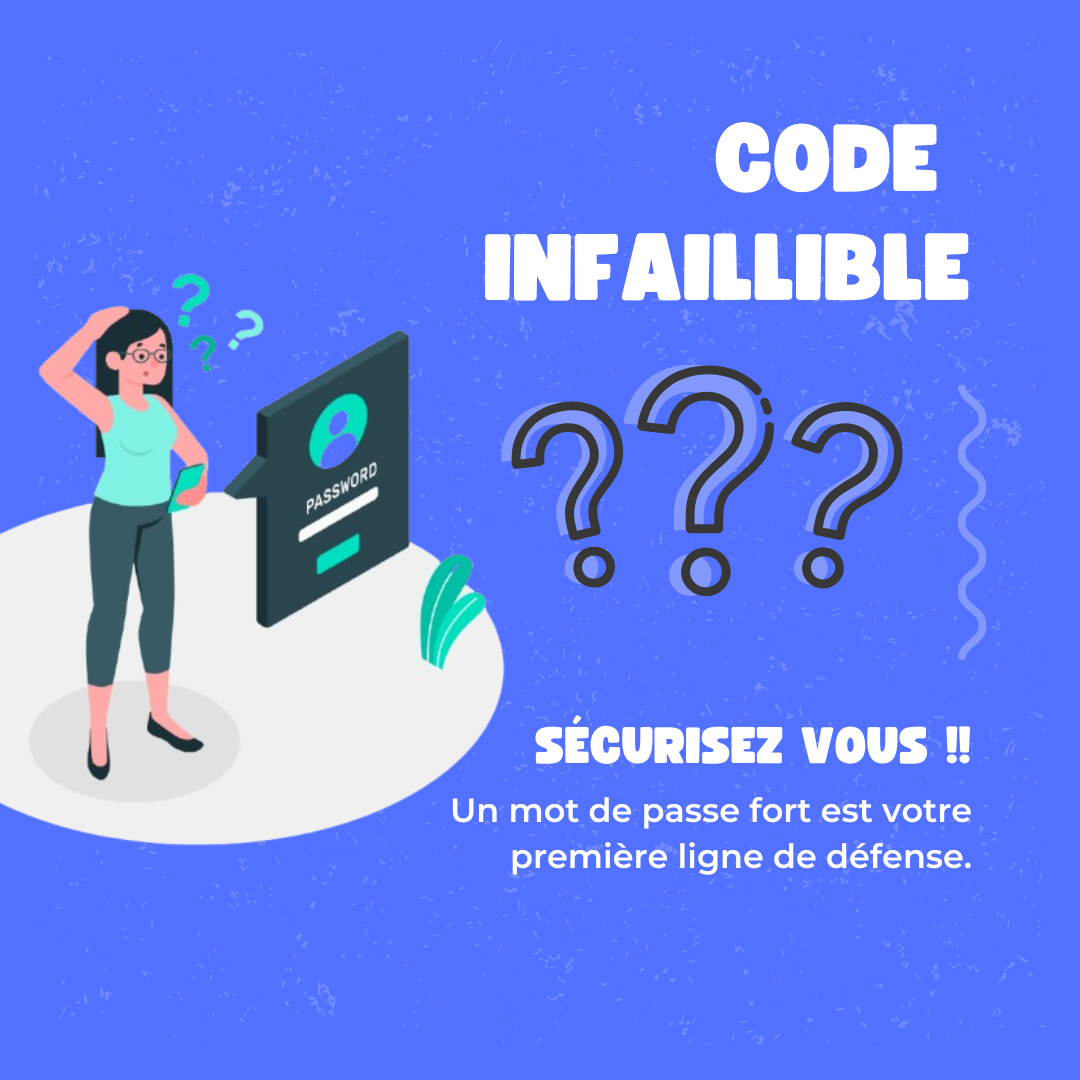 CODE
INFAILLIBLE
???
PASSWORD
SÉCURISEZ VOUS !!
Un mot de passe fort est votre
première ligne de défense.